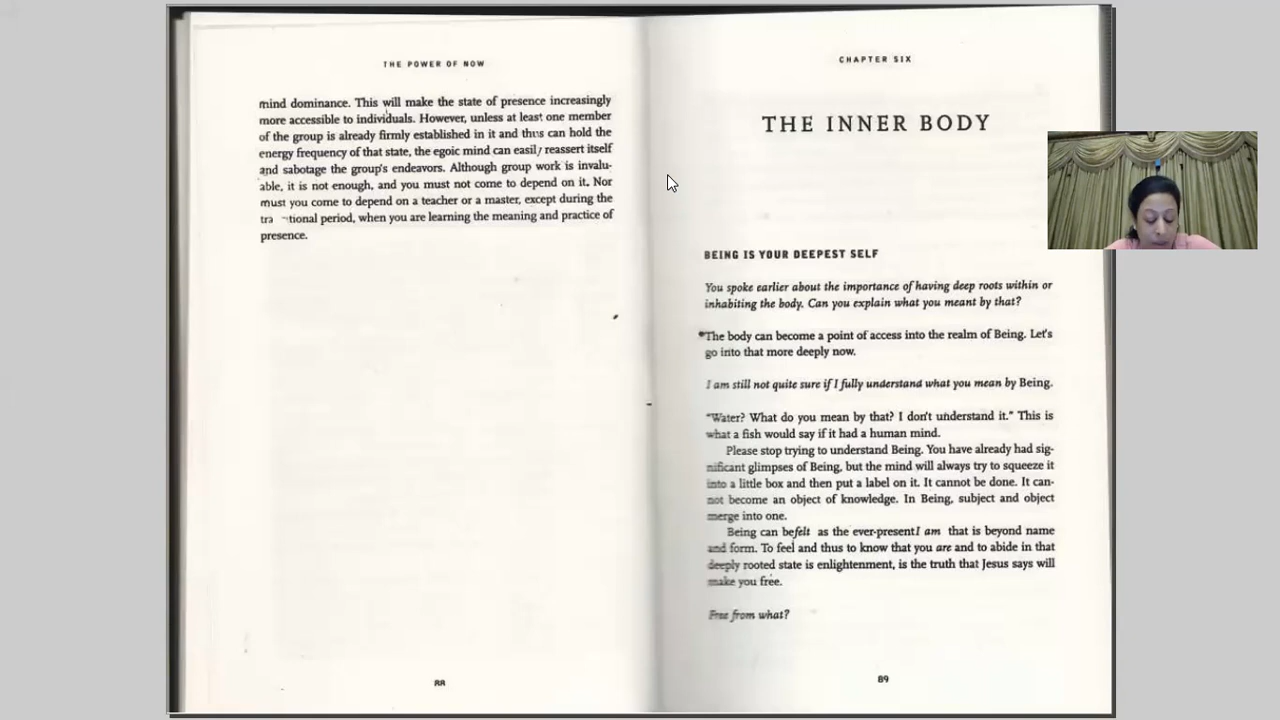 THE POWER OF NOW
mind dominance. This will make the state of presence increasingly
more accessible to individuals. However, unless at least one member
of the group is already firmly established in it and thus can hold the
energy frequency of that state, the egoic mind can easily reassert itself
and sabotage the group's endeavors. Although group work is invalu-
able, it is not enough, and you must not come to depend on it. Nor
must you come to depend on a teacher or a master, except during the
tra tional period, when you are learning the meaning and practice of
presence.
88
CHAPTER SIX
THE INNER BODY
BEING IS YOUR DEEPEST SELF
You spoke earlier about the importance of having deep roots within or
inhabiting the body. Can you explain what you meant by that?
*The body can become a point of access into the realm of Being. Let's
go into that more deeply now.
I am still not quite sure if I fully understand what you mean by Being.
"Water? What do you mean by that? I don't understand it." This is
what a fish would say if it had a human mind.
Please stop trying to understand Being. You have already had sig-
nificant glimpses of Being, but the mind will always try to squeeze it
into a little box and then put a label on it. It cannot be done. It can-
not become an object of knowledge. In Being, subject and object
merge into one.
Being can be felt as the ever-present I am that is beyond name
and form. To feel and thus to know that you are and to abide in that
deeply rooted state is enlightenment, is the truth that Jesus says will
make you free.
Free from what?
89